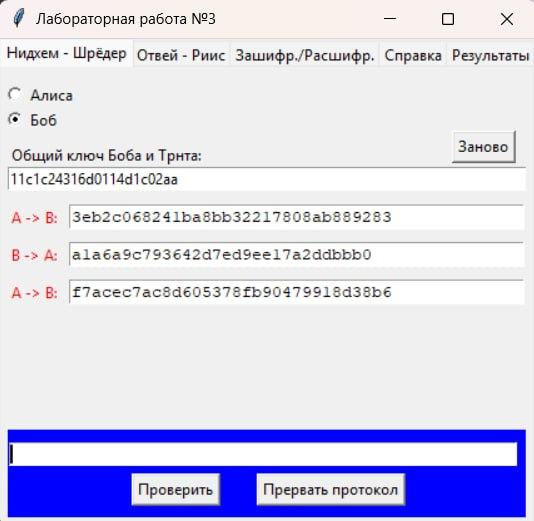 Лабораторная работа №3
Нидхем - Шрёдер Отвей - Риис Зашифр./Расшифр. Справка Результаты
Алиса
Боб
Заново
Общий ключ Боба и Трнта:
11c1c24316d0114d1c02aa
A -> B: 3eb2c068241ba8bb32217808ab889283
B -> A: a1a6a9c793642d7ed9ee17a2ddbbb0
A -> B: f7acec7ac8d605378fb90479918d38b6
Проверить Прервать протокол